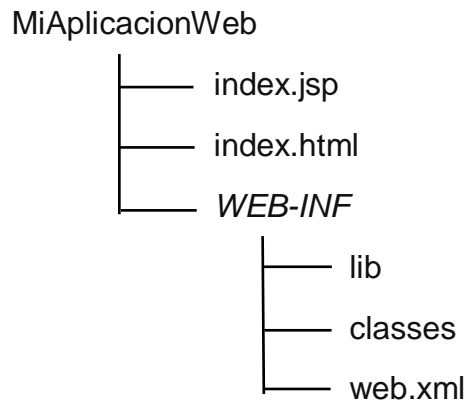 MiAplicacionWeb
index.jsp
index.html
WEB-INF
lib
classes
web.xml